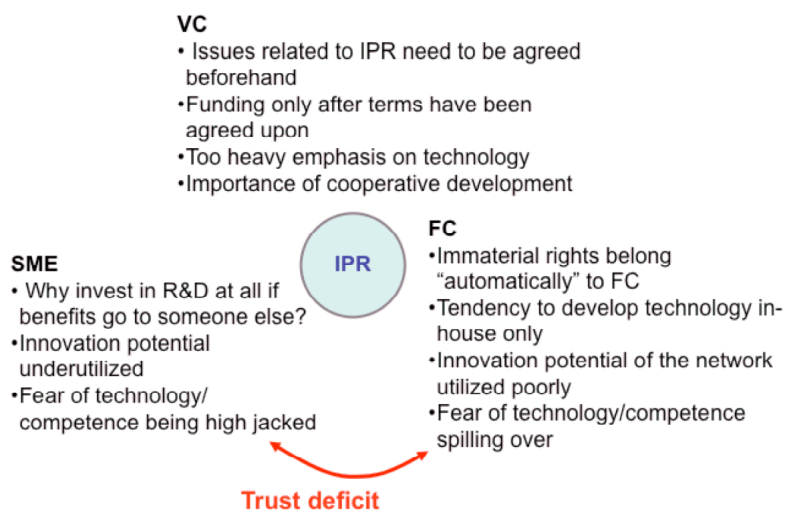 VC
• Issues related to IPR need to be agreed
beforehand
•Funding only after terms have been
agreed upon
•Too heavy emphasis on technology
•Importance of cooperative development
IPR
SME
• Why invest in R&D at all if
benefits go to someone else?
•Innovation potential
underutilized
•Fear of technology/
competence being high jacked
FC
•Immaterial rights belong
“automatically” to FC
•Tendency to develop technology in-
house only
•Innovation potential of the network
utilized poorly
•Fear of technology/competence
spilling over
Trust deficit